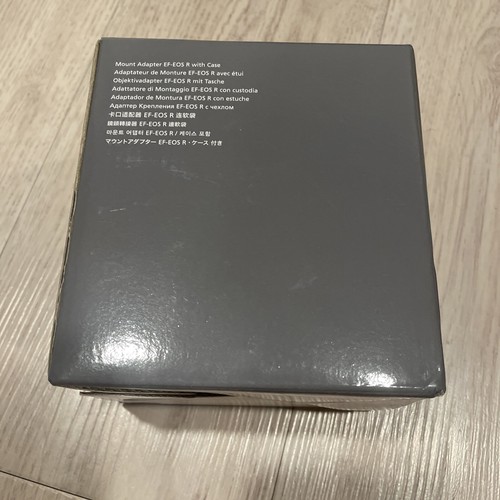 Mount Adapter EF-EOS R with Case
Adaptateur de Monture EF-EOS R avec étui
Objektivadapter EF-EOS R mit Tasche
Adattatore di Montaggio EF-EOS R con custodia
Adaptador de Montura EF-EOS R con estuche
Адаптер Крепления EF-EOS R с чехлом
卡口适配器 EF-EOS R 连软袋
鏡頭轉接器 EF-EOS R 連軟袋
마운트 어댑터 EF-EOS R / 케이스 포함
マウントアダプター EF-EOS R・ケース 付き